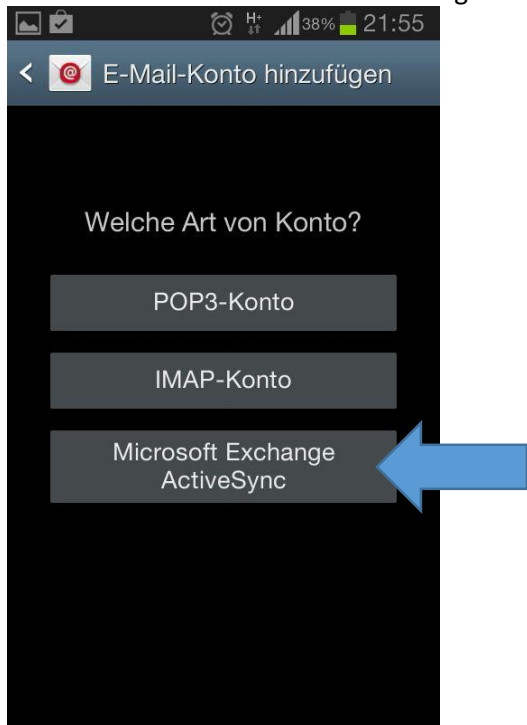 g
38% 21:55
E-Mail-Konto hinzufügen
Welche Art von Konto?
POP3-Konto
IMAP-Konto
Microsoft Exchange
ActiveSync